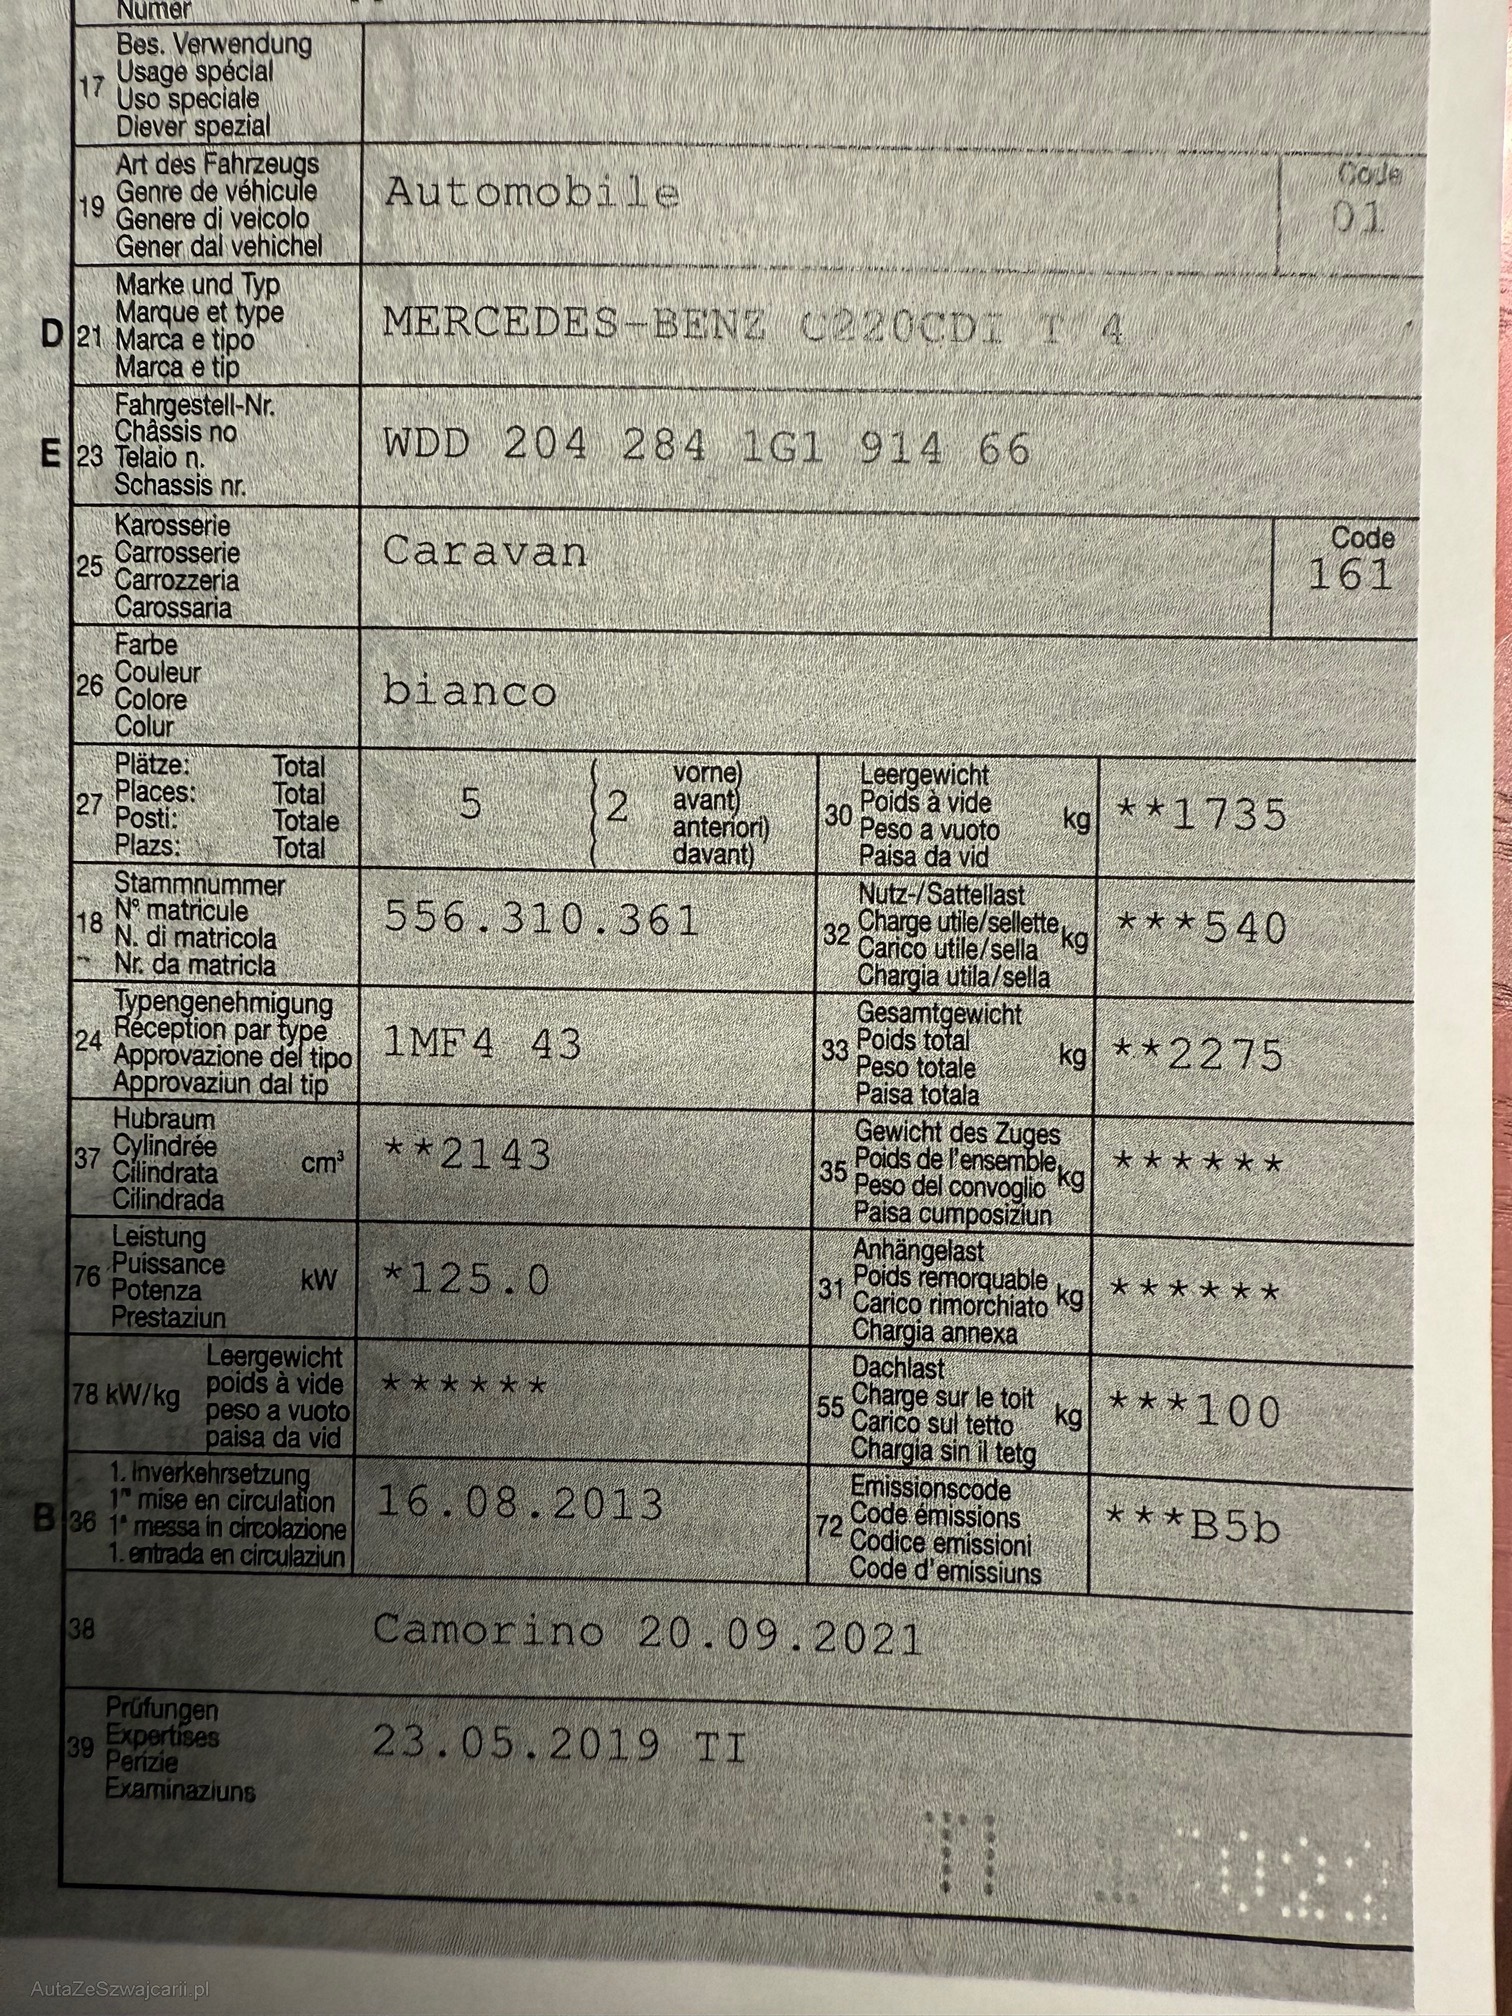 Numer
17 Bes. Verwendung
Usage spécial
Uso speciale
Diever spezial
19 Art des Fahrzeugs
Genre de véhicule
Genere di veicolo
Gener dal vehichel
Automobile
Code
01
D 21 Marke und Typ
Marque et type
Marca e tipo
Marca e tip
MERCEDES-BENZ C220CDI T 4
E 23 Fahrgestell-Nr.
Châssis no
Telaio n.
Schassis nr.
WDD 204 284 1G1 914 66
25 Karosserie
Carrosserie
Carrozzeria
Carossaria
Caravan
Code
161
26 Farbe
Couleur
Colore
Colur
bianco
27 Plätze: Total
Places: Total
Posti: Totale
Plazs: Total
5 ( 2 vorne)
avant)
anteriori)
davant)
30 Leergewicht
Poids à vide
Peso a vuoto
Paisa da vid
kg **1735
18 Stammnummer
N° matricule
N. di matricola
Nr. da matricla
556.310.361
32 Nutz-/Sattellast
Charge utile/sellette
Carico utile/sella
Chargia utila/sella
kg ***540
24 Typengenehmigung
Réception par type
Approvazione del tipo
Approvaziun dal tip
1MF4 43
33 Gesamtgewicht
Poids total
Peso totale
Paisa totala
kg **2275
37 Hubraum
Cylindrée
Cilindrata
Cilindrada
cm³ **2143
35 Gewicht des Zuges
Poids de l'ensemble
Peso del convoglio
Paisa cumposiziun
kg ******
76 Leistung
Puissance
Potenza
Prestaziun
kW *125.0
31 Anhängelast
Poids remorquable
Carico rimorchiato
Chargia annexa
kg ******
78 kW/kg Leergewicht
poids à vide
peso a vuoto
paisa da vid
******
55 Dachlast
Charge sur le toit
Carico sul tetto
Chargia sin il tetg
kg ***100
B 36 1. Inverkehrsetzung
1re mise en circulation
1a messa in circolazione
1. entrada en circulaziun
16.08.2013
72 Emissionscode
Code émissions
Codice emissioni
Code d'emissiuns
***B5b
38 Camorino 20.09.2021
39 Prüfungen
Expertises
Perizie
Examinaziuns
23.05.2019 TI
AutaZeSzwajcarii.pl